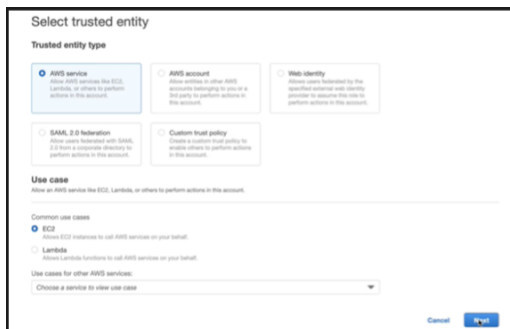 Select trusted entity
Trusted entity type
AWS service
Allow AWS services like EC2,
Lambda, or others to perform
actions in this account.
AWS account
Allow entities in other AWS
accounts belonging to you or a
3rd party to perform actions in
this account.
Web identity
Allows users federated by the
specified external web identity
provider to assume this role to
perform actions in this account.
SAML 2.0 federation
Allow users federated with SAML
2.0 from a corporate directory to
perform actions in this account.
Custom trust policy
Create a custom trust policy to
enable others to perform actions
in this account.
Use case
Allow an AWS service like EC2, Lambda, or others to perform actions in this account.
Common use cases
EC2
Allows EC2 instances to call AWS services on your behalf.
Lambda
Allows Lambda functions to call AWS services on your behalf.
Use cases for other AWS services:
Choose a service to view use case
Cancel
Next